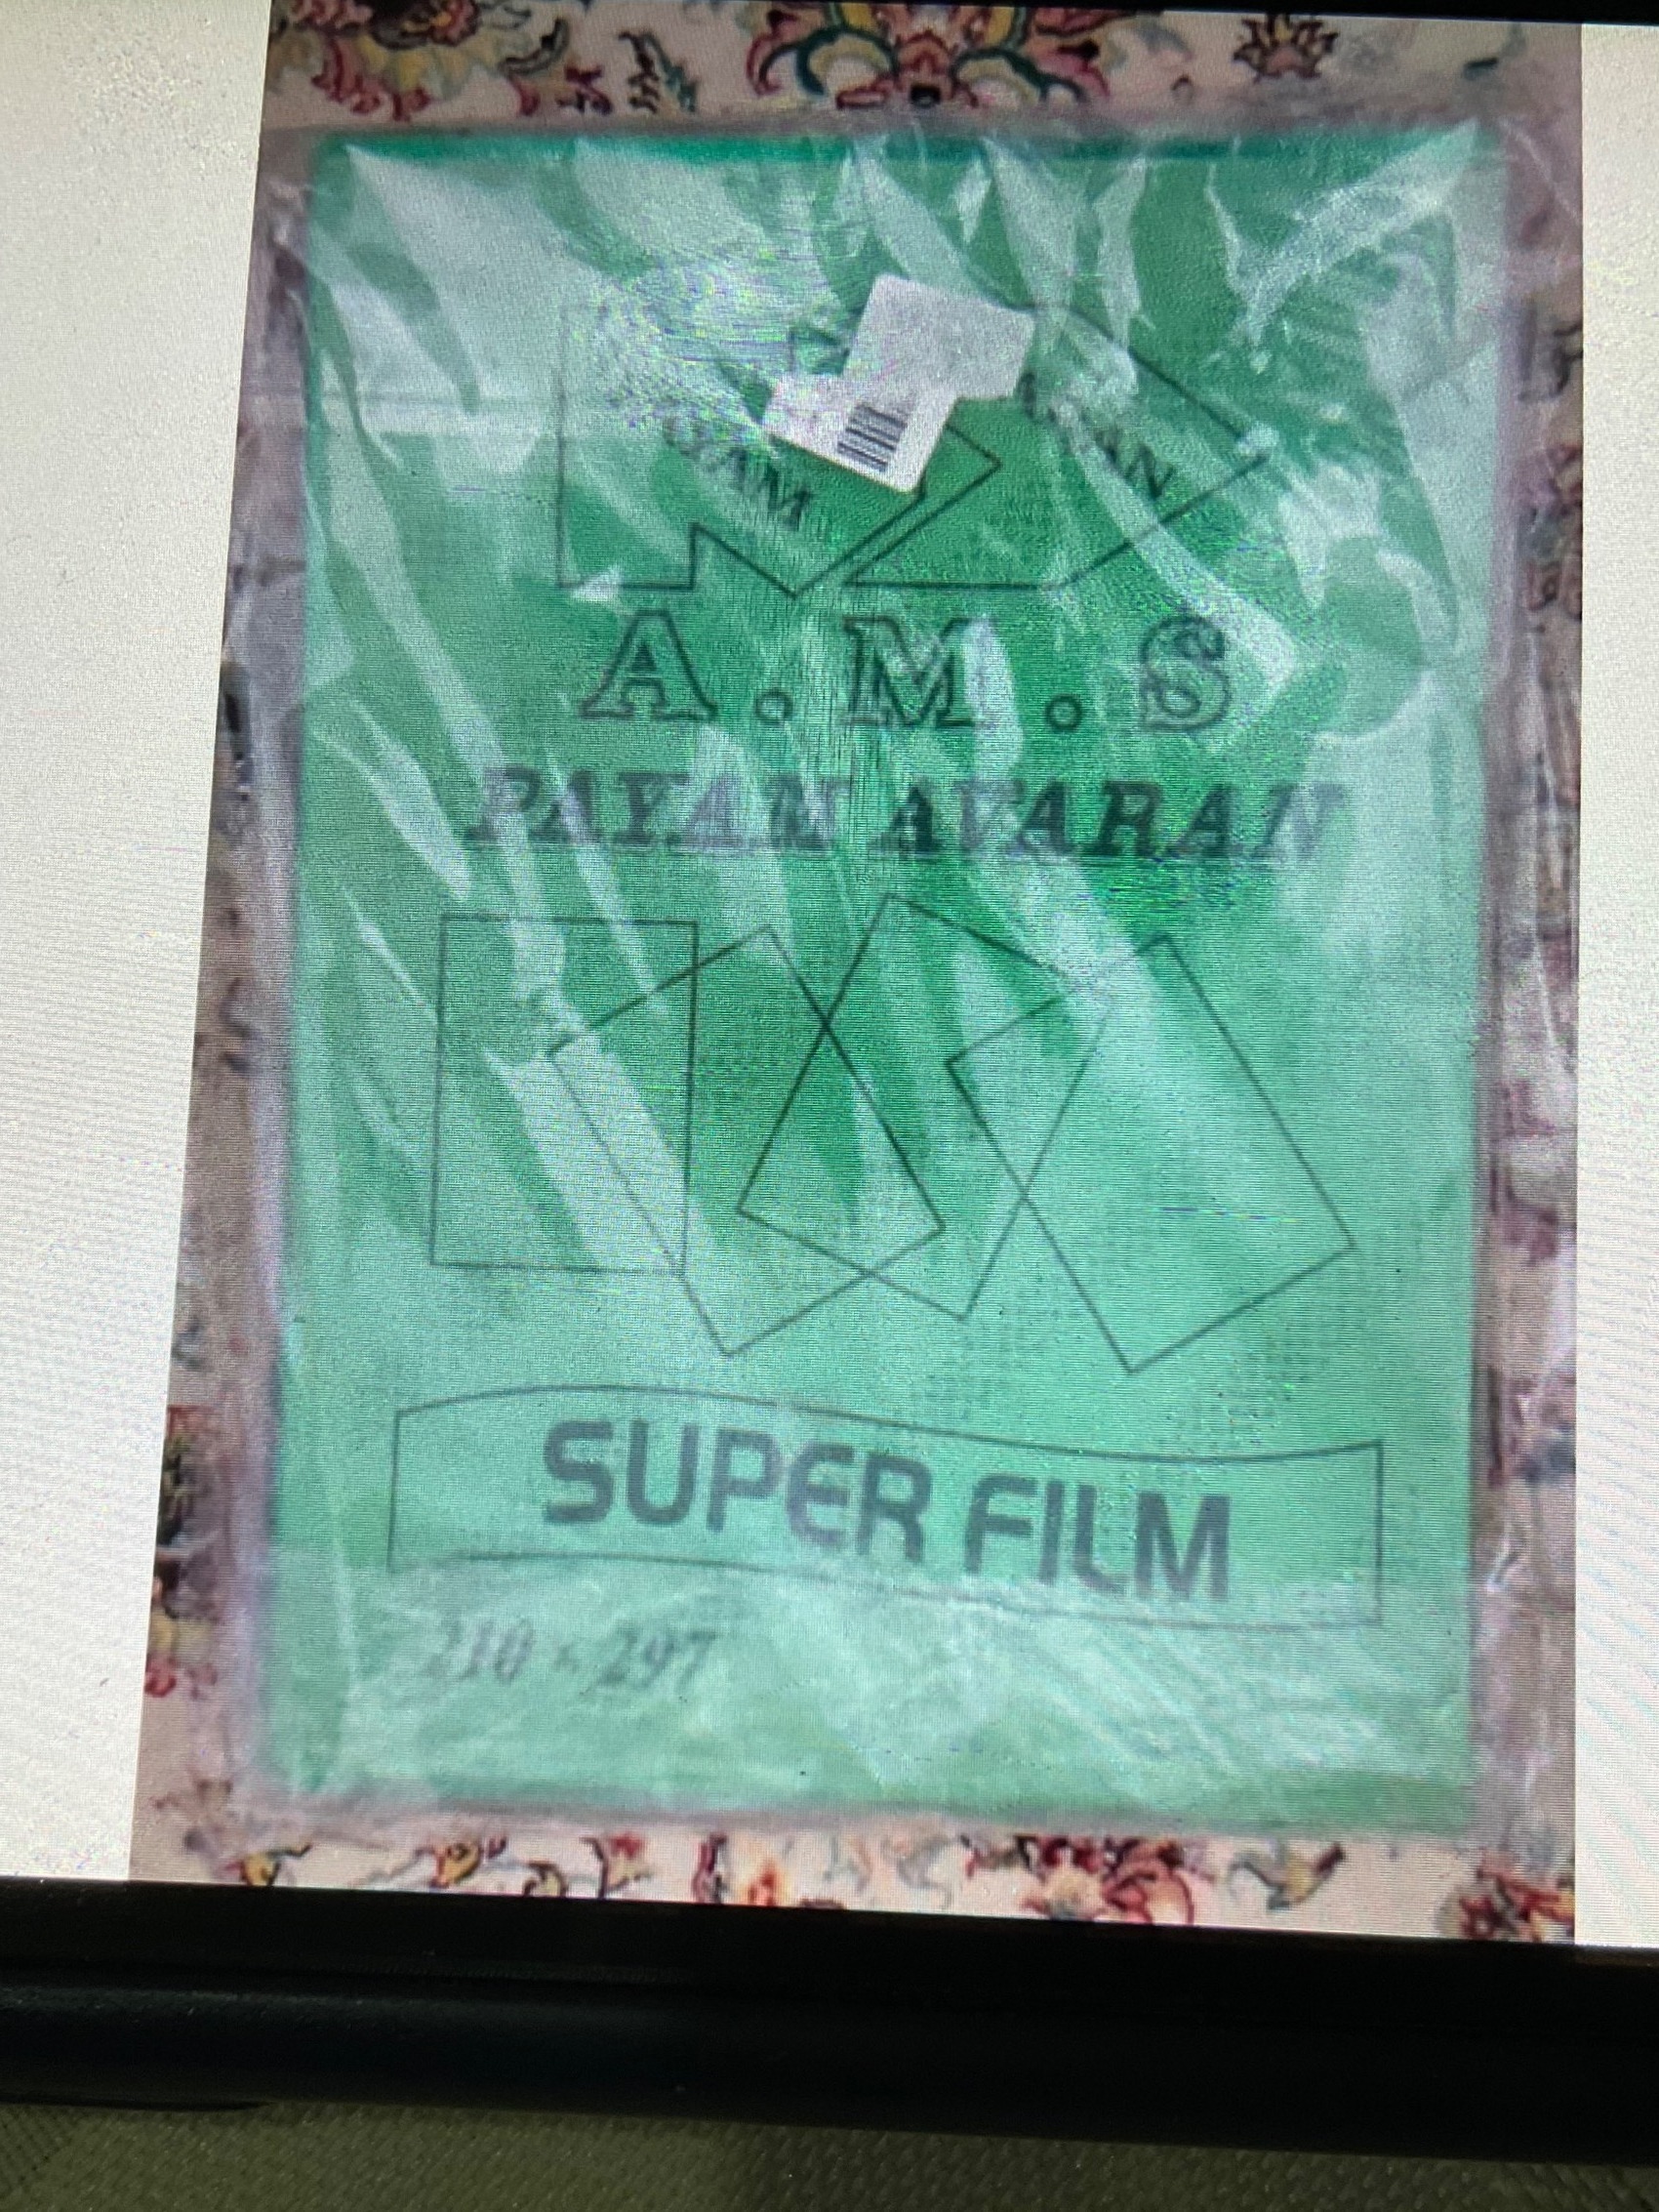 A.M.S
PAYAM AVARAN
SUPER FILM
210 × 297